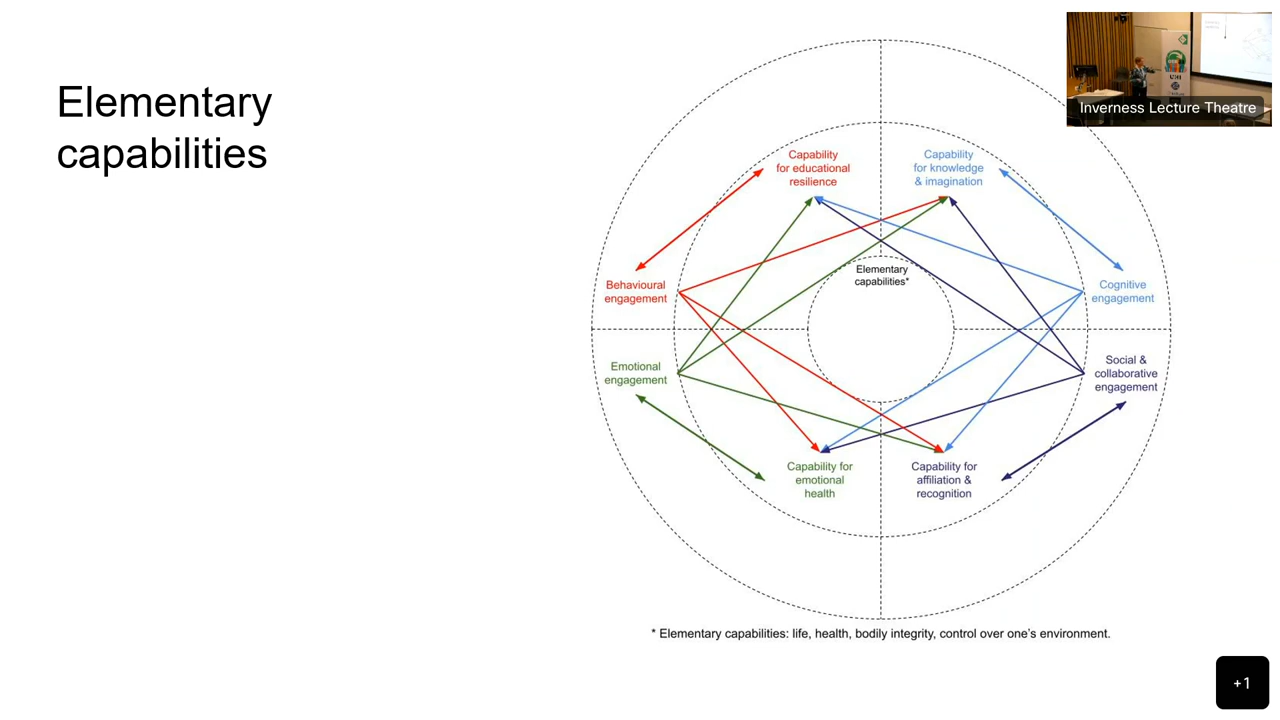 Elementary
capabilities
Inverness Lecture Theatre
Capability
for educational
resilience
Capability
for knowledge
& imagination
Elementary
capabilities*
Behavioural
engagement
Cognitive
engagement
Emotional
engagement
Social &
collaborative
engagement
Capability for
emotional
health
Capability for
affiliation &
recognition
* Elementary capabilities: life, health, bodily integrity, control over one's environment.
+1